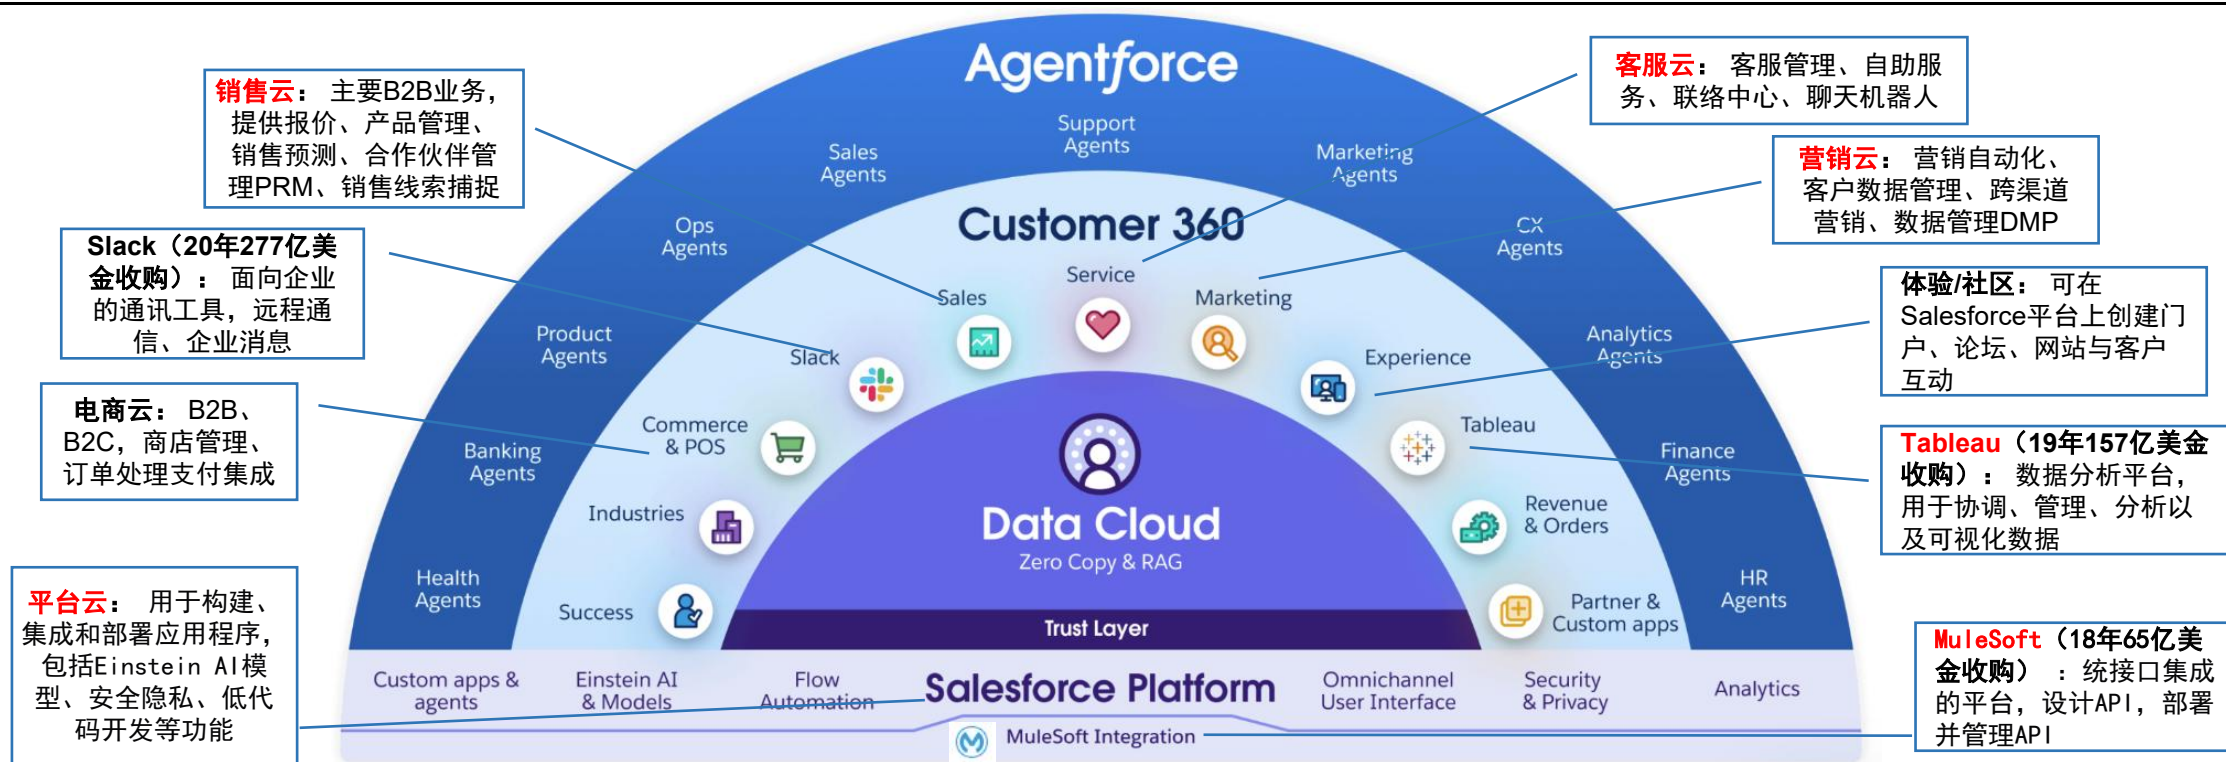 销售云： 主要B2B业务，
提供报价、产品管理、
销售预测、合作伙伴管
理PRM、销售线索捕捉
Slack（20年277亿美
金收购）： 面向企业
的通讯工具，远程通
信、企业消息
电商云： B2B、
B2C，商店管理、
订单处理支付集成
平台云： 用于构建、
集成和部署应用程序，
包括Einstein AI模
型、安全隐私、低代
码开发等功能
Agentforce
Support
Agents
Sales
Agents
Marketing
Agents
Ops
Agents
CX
Agents
Product
Agents
Analytics
Agents
Banking
Agents
Finance
Agents
Health
Agents
HR
Agents
Customer 360
Service
Sales
Marketing
Slack
Experience
Commerce
& POS
Tableau
Industries
Revenue
& Orders
Success
Partner &
Custom apps
Data Cloud
Zero Copy & RAG
Trust Layer
Custom apps &
agents
Einstein AI
& Models
Flow
Automation
Salesforce Platform
Omnichannel
User Interface
Security
& Privacy
Analytics
MuleSoft Integration
客服云： 客服管理、自助服
务、联络中心、聊天机器人
营销云： 营销自动化、
客户数据管理、跨渠道
营销、数据管理DMP
体验/社区： 可在
Salesforce平台上创建门
户、论坛、网站与客户
互动
Tableau（19年157亿美金
收购）： 数据分析平台，
用于协调、管理、分析以
及可视化数据
MuleSoft（18年65亿美
金收购） ：统接口集成
的平台，设计API，部署
并管理API